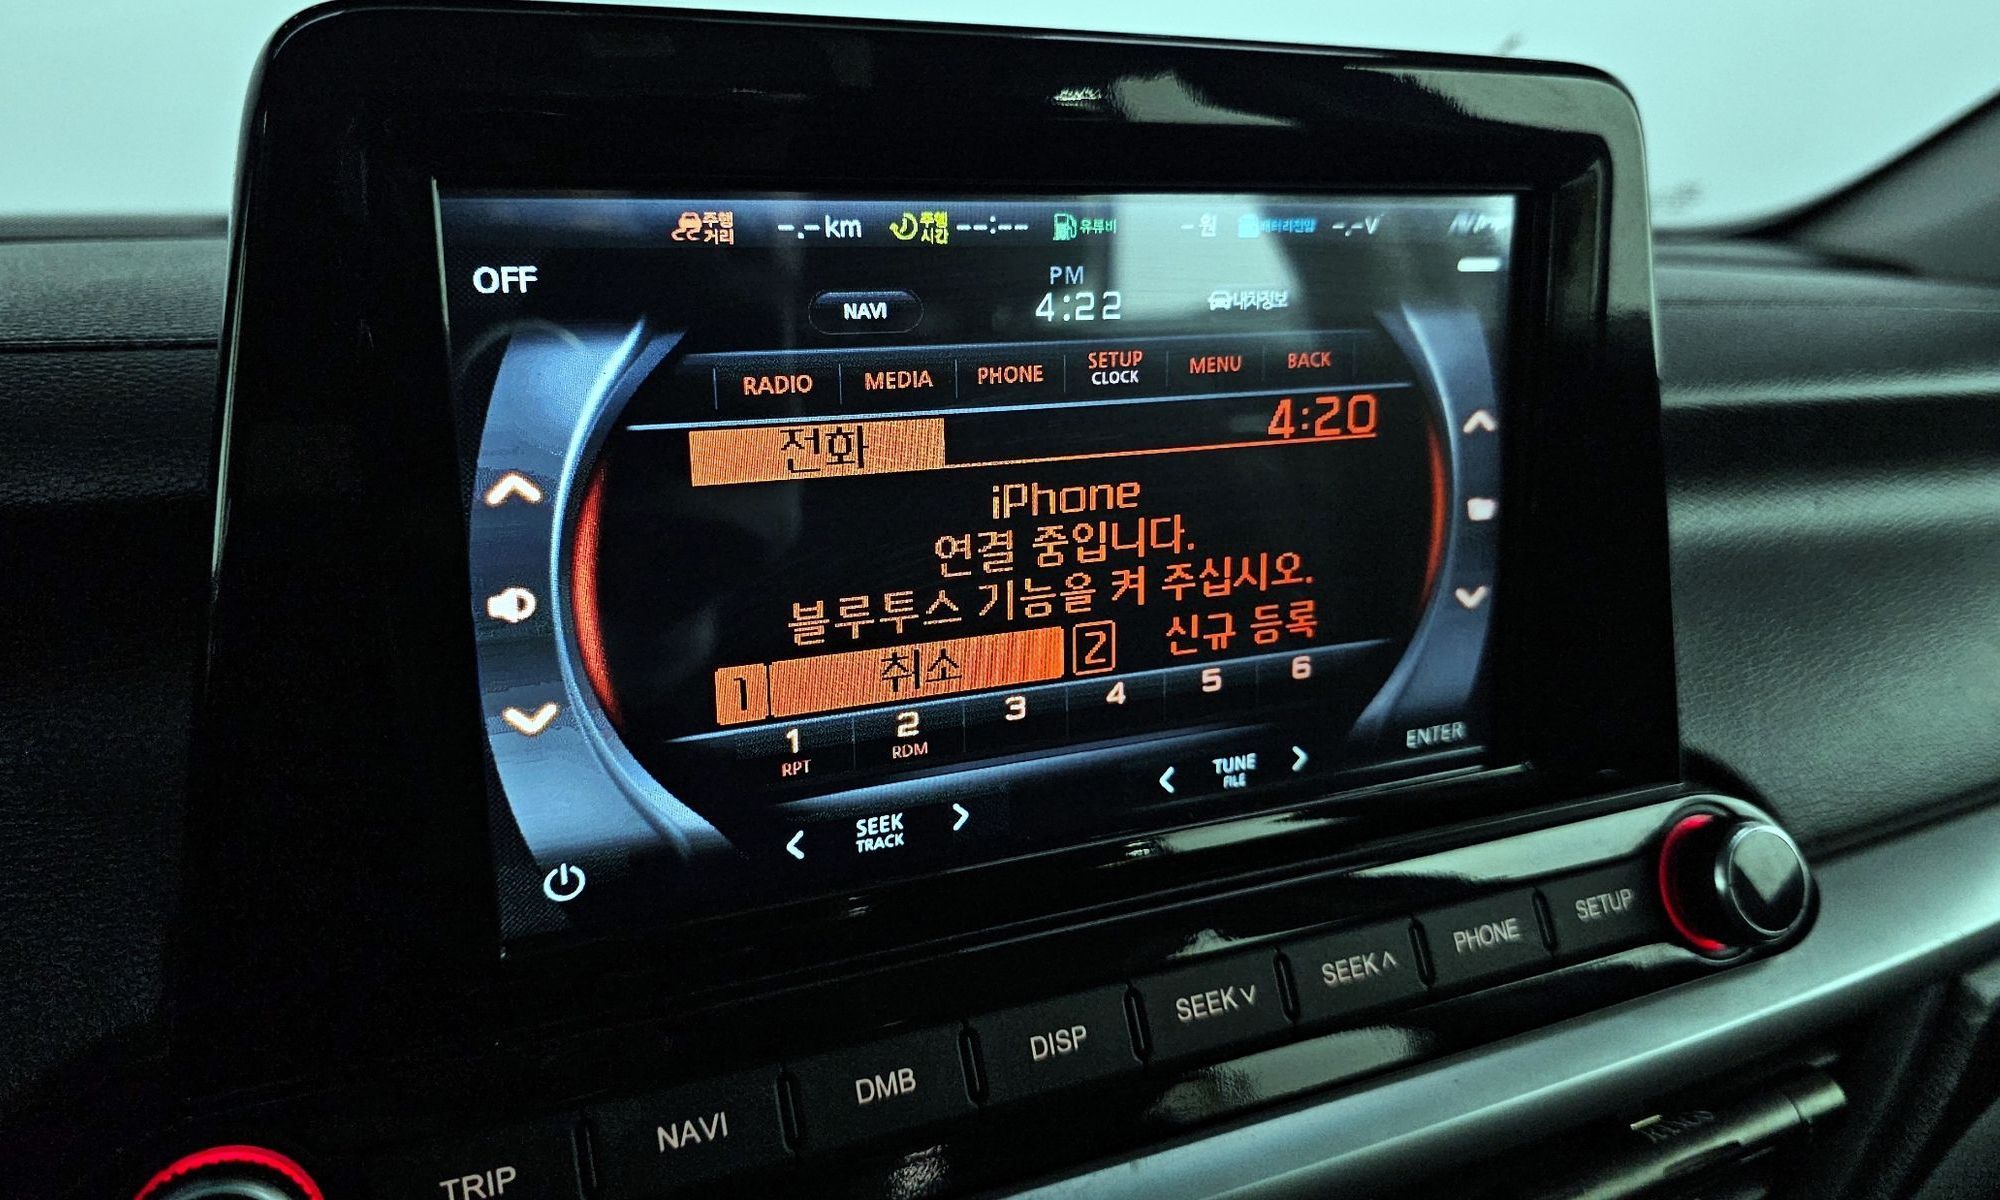 주행거리 -.-km 주행시간 --:-- 유류비 -원 배터리전압 -.-V
OFF
PM
NAVI 4:22 내차정보
RADIO MEDIA PHONE SETUP CLOCK MENU BACK
전화 4:20
iPhone
연결 중입니다.
블루투스 기능을 켜 주십시오.
1 취소 2 신규 등록
1 2 3 4 5 6
RPT RDM
ENTER
SEEK TRACK
TUNE FILE
TRIP NAVI DMB DISP SEEK∨ SEEK∧ PHONE SETUP